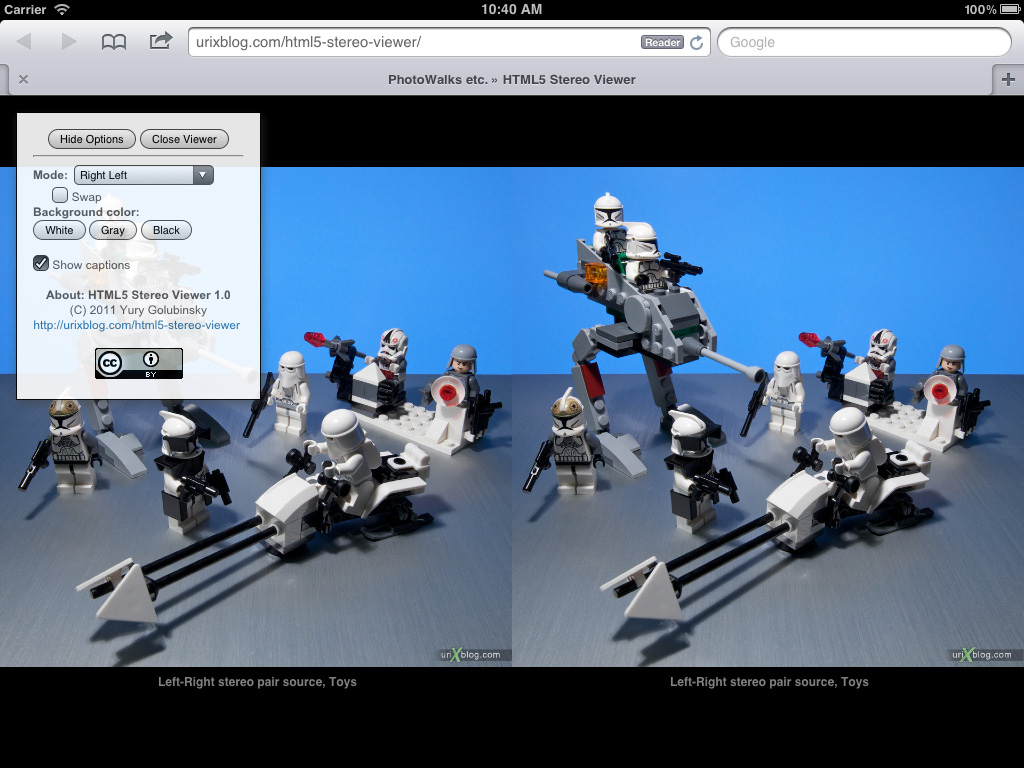 Carrier 10:40 AM 100%
urixblog.com/html5-stereo-viewer/ Reader Google
PhotoWalks etc. » HTML5 Stereo Viewer
Hide Options Close Viewer
Mode: Right Left
Swap
Background color:
White Gray Black
Show captions
About: HTML5 Stereo Viewer 1.0
(C) 2011 Yury Golubinsky
http://urixblog.com/html5-stereo-viewer
cc
BY
uriXblog.com uriXblog.com
Left-Right stereo pair source, Toys Left-Right stereo pair source, Toys